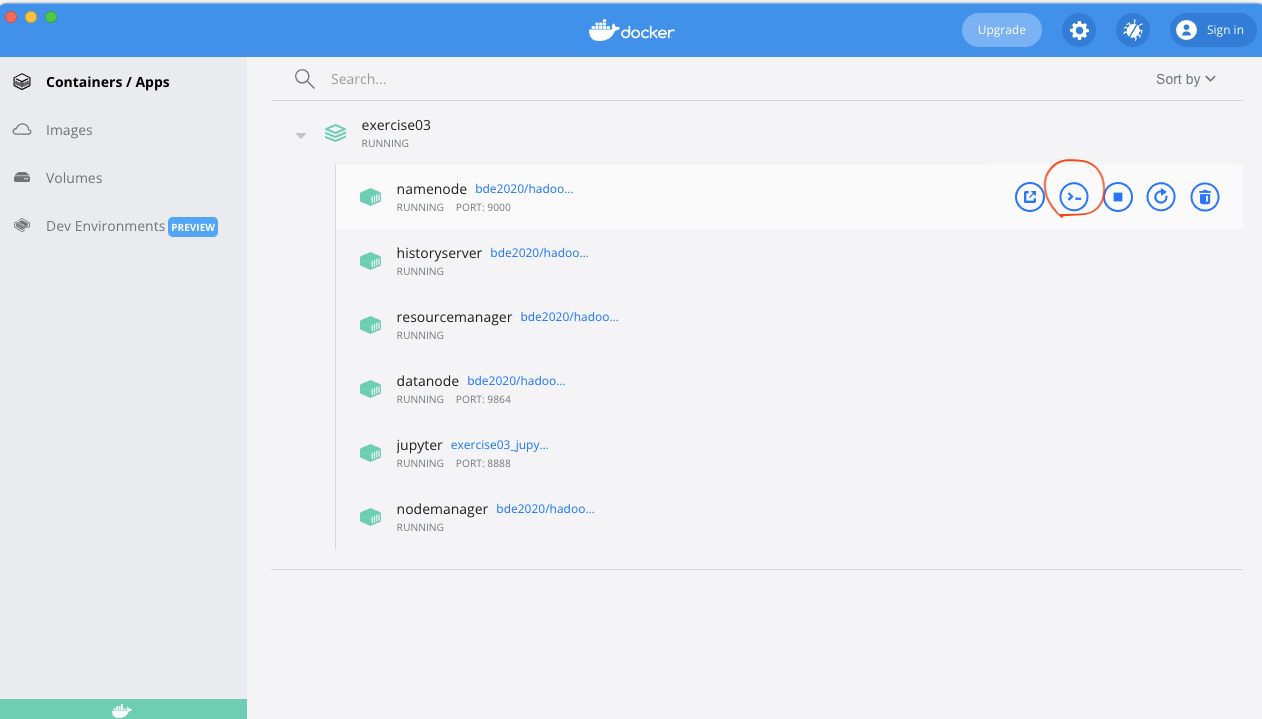 docker
Upgrade
Sign in
Containers / Apps
Images
Volumes
Dev Environments PREVIEW
Search...
Sort by
exercise03
RUNNING
namenode bde2020/hadoo...
RUNNING PORT: 9000
historyserver bde2020/hadoo...
RUNNING
resourcemanager bde2020/hadoo...
RUNNING
datanode bde2020/hadoo...
RUNNING PORT: 9864
jupyter exercise03_jupy...
RUNNING PORT: 8888
nodemanager bde2020/hadoo...
RUNNING